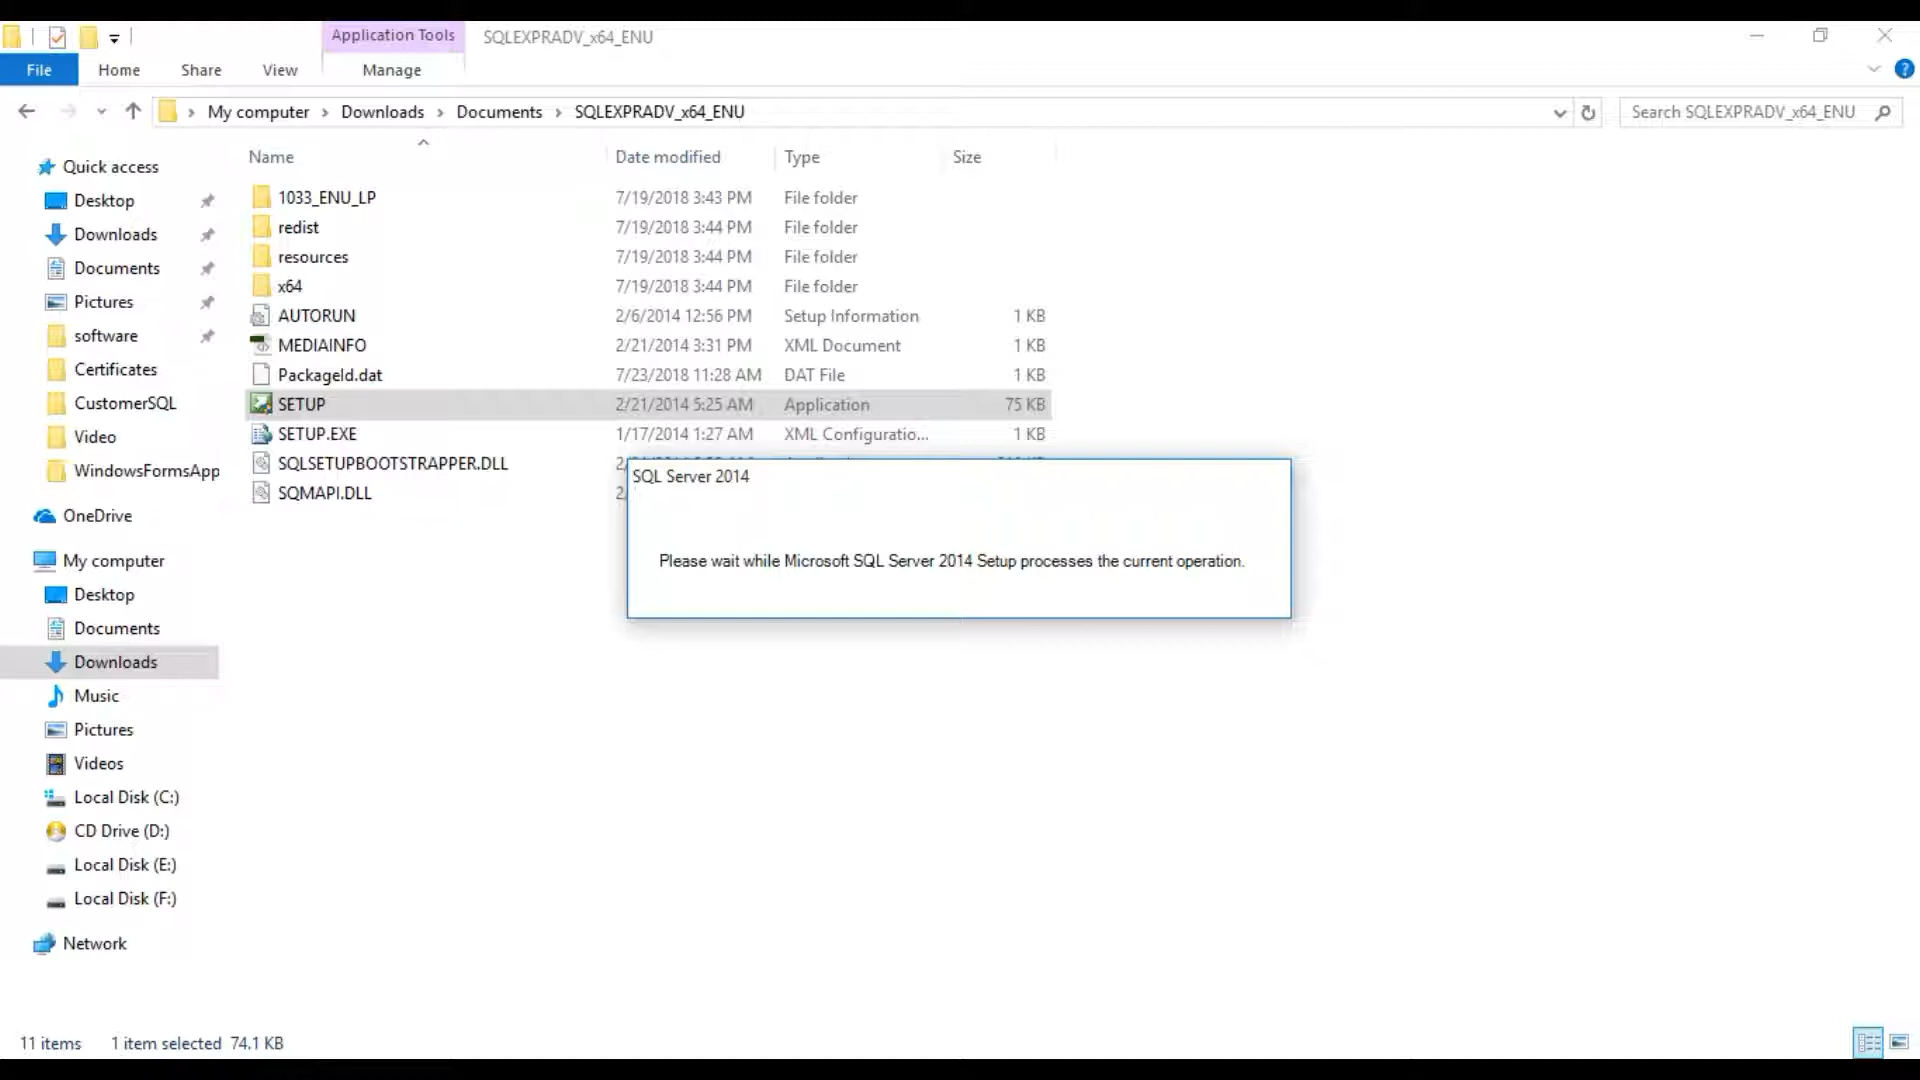 Application Tools SQLEXPRADV_x64_ENU
File Home Share View Manage
My computer Downloads Documents SQLEXPRADV_x64_ENU Search SQLEXPRADV_x64_ENU
Name Date modified Type Size
Quick access
Desktop
Downloads
Documents
Pictures
software
Certificates
CustomerSQL
Video
WindowsFormsApp
OneDrive
My computer
Desktop
Documents
Downloads
Music
Pictures
Videos
Local Disk (C:)
CD Drive (D:)
Local Disk (E:)
Local Disk (F:)
Network
1033_ENU_LP 7/19/2018 3:43 PM File folder
redist 7/19/2018 3:44 PM File folder
resources 7/19/2018 3:44 PM File folder
x64 7/19/2018 3:44 PM File folder
AUTORUN 2/6/2014 12:56 PM Setup Information 1 KB
MEDIAINFO 2/21/2014 3:31 PM XML Document 1 KB
PackageId.dat 7/23/2018 11:28 AM DAT File 1 KB
SETUP 2/21/2014 5:25 AM Application 75 KB
SETUP.EXE 1/17/2014 1:27 AM XML Configuratio... 1 KB
SQLSETUPBOOTSTRAPPER.DLL
SQMAPI.DLL
SQL Server 2014
Please wait while Microsoft SQL Server 2014 Setup processes the current operation.
11 items 1 item selected 74.1 KB